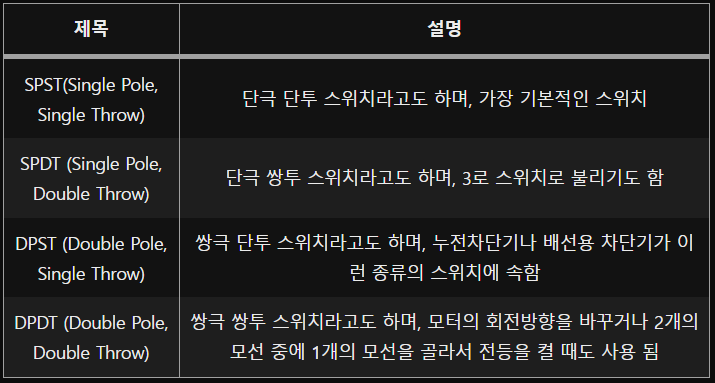 제목
설명
SPST(Single Pole,
Single Throw)
단극 단투 스위치라고도 하며, 가장 기본적인 스위치
SPDT (Single Pole,
Double Throw)
단극 쌍투 스위치라고도 하며, 3로 스위치로 불리기도 함
DPST (Double Pole,
Single Throw)
쌍극 단투 스위치라고도 하며, 누전차단기나 배선용 차단기가 이
런 종류의 스위치에 속함
DPDT (Double Pole,
Double Throw)
쌍극 쌍투 스위치라고도 하며, 모터의 회전방향을 바꾸거나 2개의
모선 중에 1개의 모선을 골라서 전등을 켤 때도 사용 됨